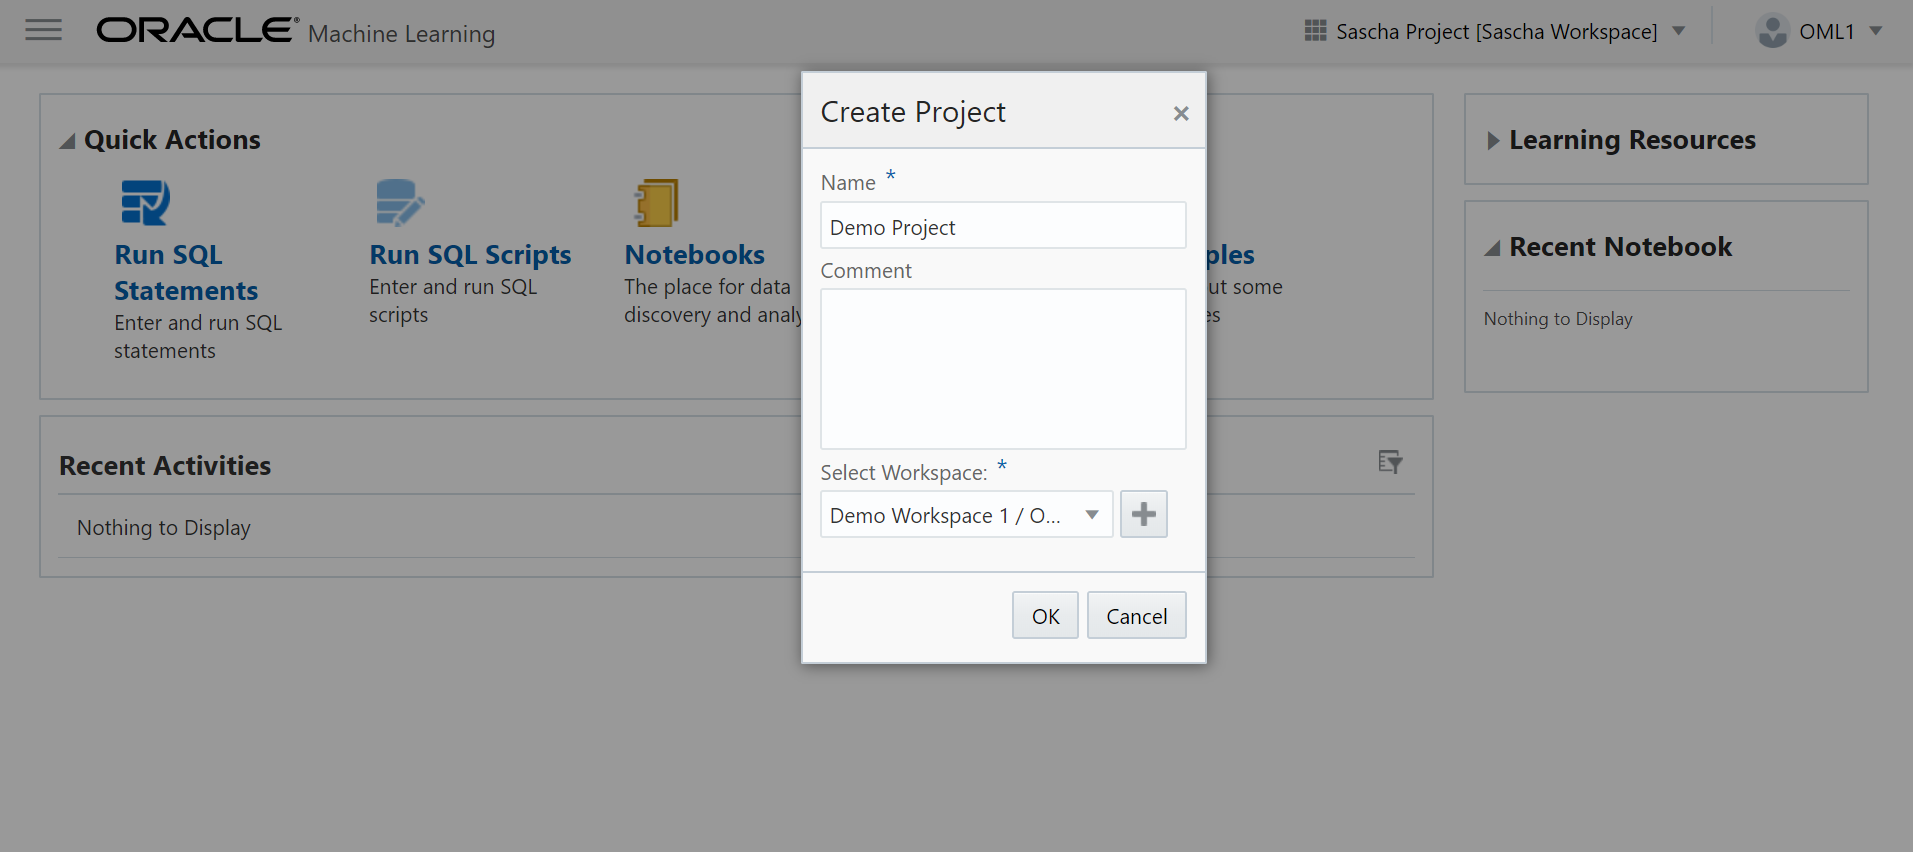 ORACLE® Machine Learning
Sascha Project [Sascha Workspace]
OML1
Quick Actions
Run SQL
Statements
Enter and run SQL
statements
Run SQL Scripts
Enter and run SQL
scripts
Notebooks
The place for data
discovery and analy
ples
ut some
es
Recent Activities
Nothing to Display
Create Project
Name *
Demo Project
Comment
Select Workspace: *
Demo Workspace 1 / O...
OK
Cancel
Learning Resources
Recent Notebook
Nothing to Display